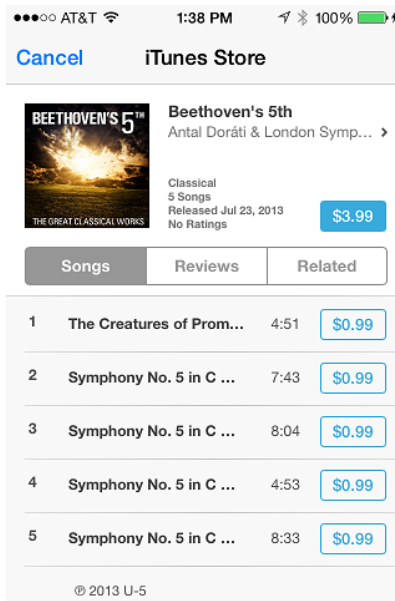 AT&T 1:38 PM 100%
Cancel iTunes Store
BEETHOVEN'S 5TH
THE GREAT CLASSICAL WORKS
Beethoven's 5th
Antal Doráti & London Symp...
Classical
5 Songs
Released Jul 23, 2013
No Ratings
$3.99
Songs Reviews Related
1 The Creatures of Prom... 4:51 $0.99
2 Symphony No. 5 in C ... 7:43 $0.99
3 Symphony No. 5 in C ... 8:04 $0.99
4 Symphony No. 5 in C ... 4:53 $0.99
5 Symphony No. 5 in C ... 8:33 $0.99
℗ 2013 U-5